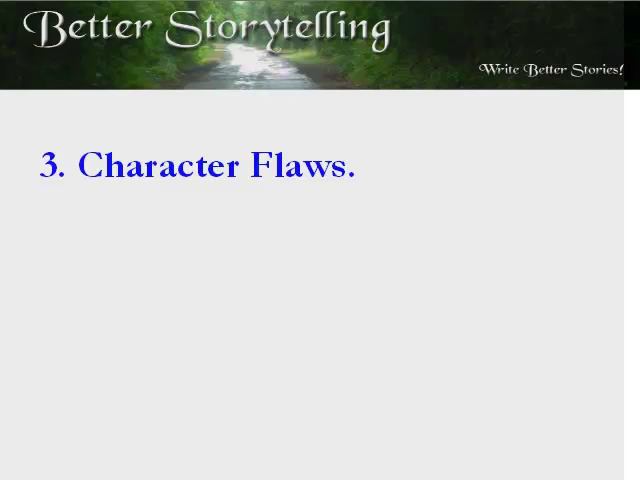 Better Storytelling
Write Better Stories!
3. Character Flaws.